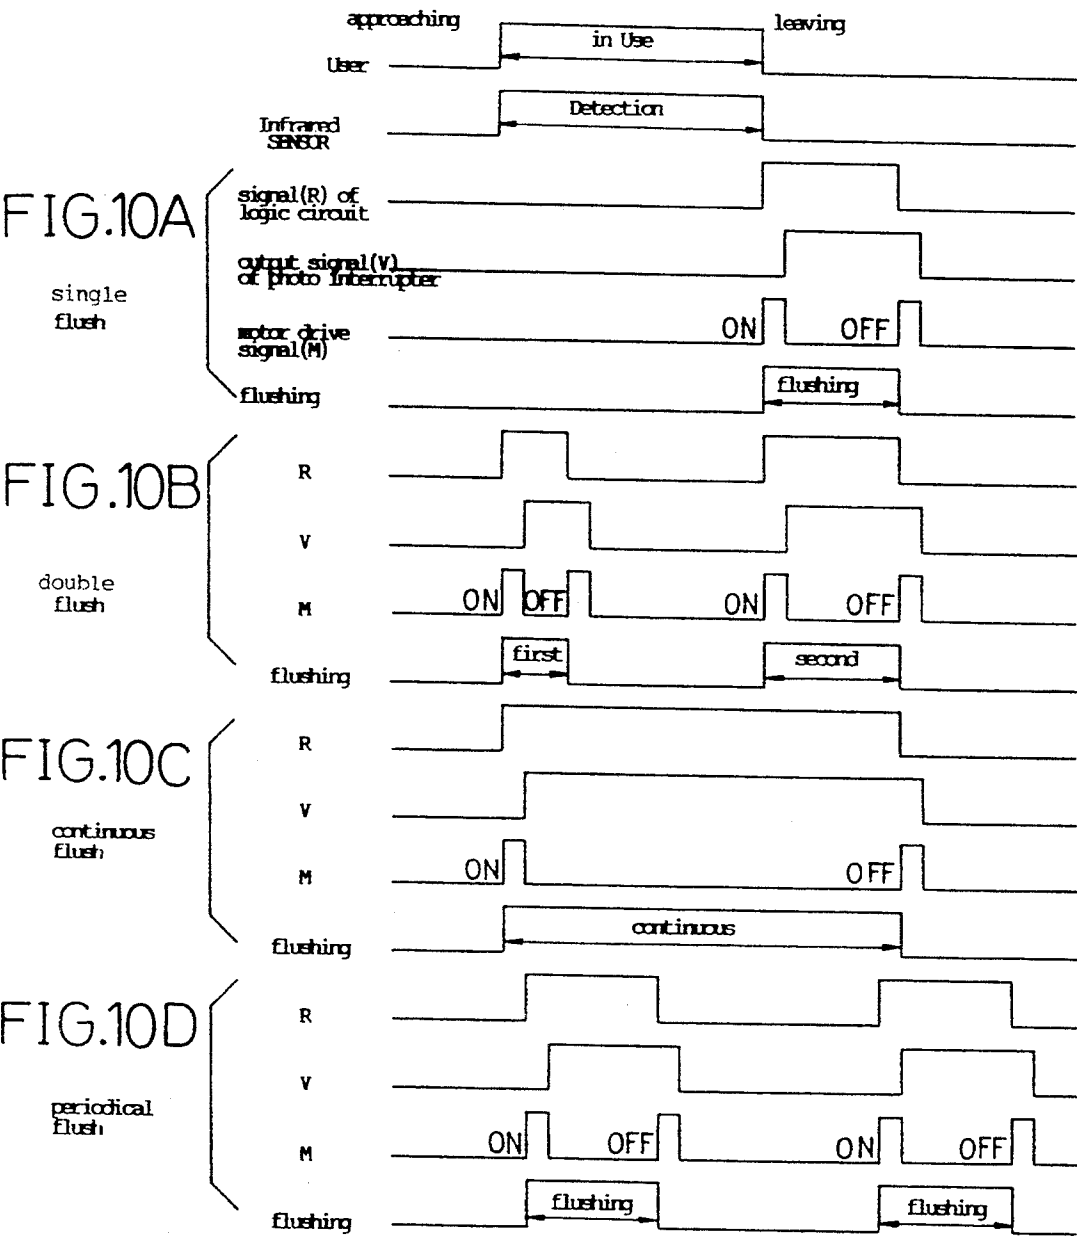 approaching
leaving
in Use
User
Detection
Infrared
SENSOR
FIG.10A
single
flush
signal(R) of
logic circuit
output signal(V)
of photo Interrupter
motor drive
signal(M)
ON
OFF
flushing
flushing
FIG.10B
double
flush
R
V
M
ON
OFF
ON
OFF
flushing
first
second
FIG.10C
continuous
flush
R
V
M
ON
OFF
flushing
continuous
FIG.10D
periodical
flush
R
V
M
ON
OFF
ON
OFF
flushing
flushing
flushing